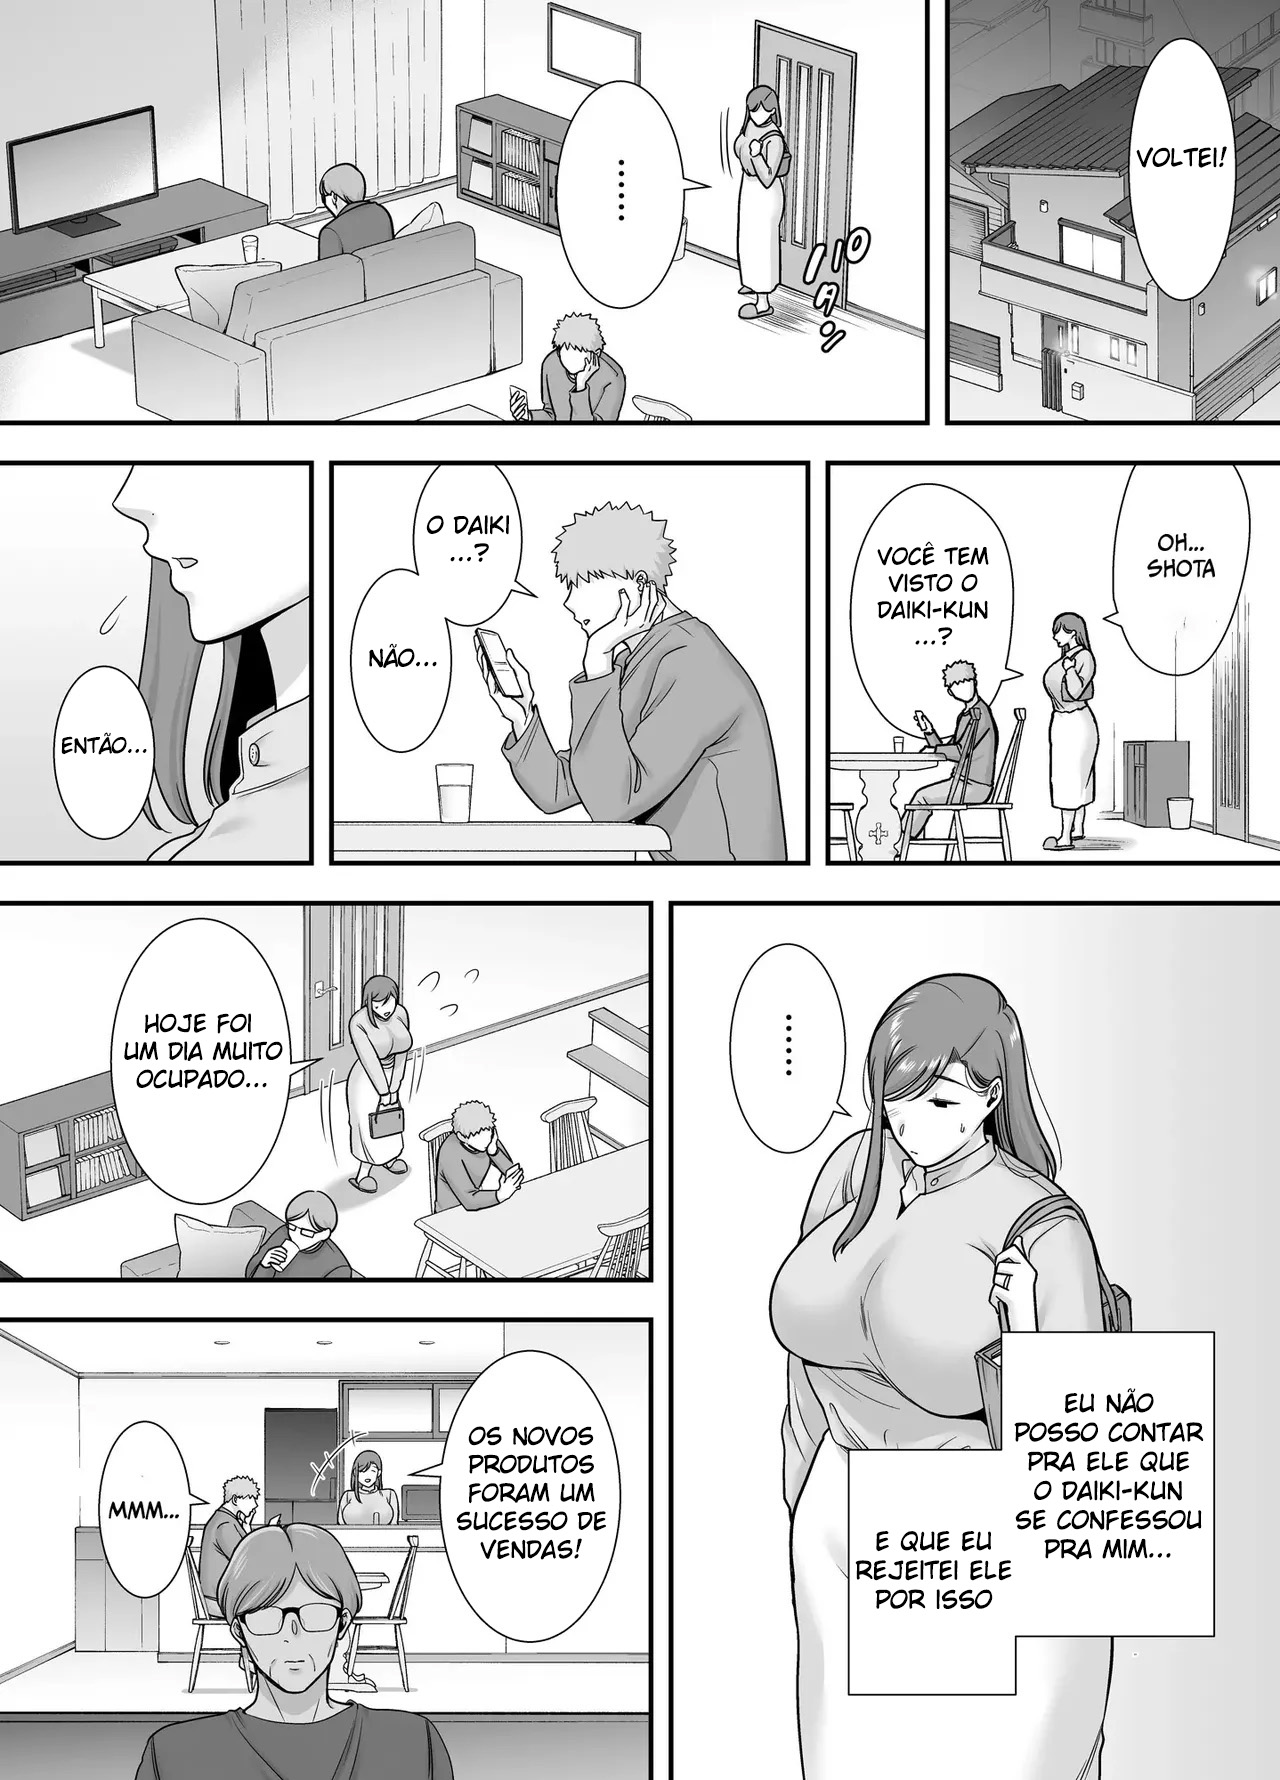 VOLTEI!
......
OH...
SHOTA
VOCÊ TEM
VISTO O
DAIKI-KUN
...?
O DAIKI
...?
NÃO...
ENTÃO...
......
EU NÃO
POSSO CONTAR
PRA ELE QUE
O DAIKI-KUN
SE CONFESSOU
PRA MIM...
E QUE EU
REJEITEI ELE
POR ISSO
HOJE FOI
UM DIA MUITO
OCUPADO...
OS NOVOS
PRODUTOS
FORAM UM
SUCESSO DE
VENDAS!
MMM...